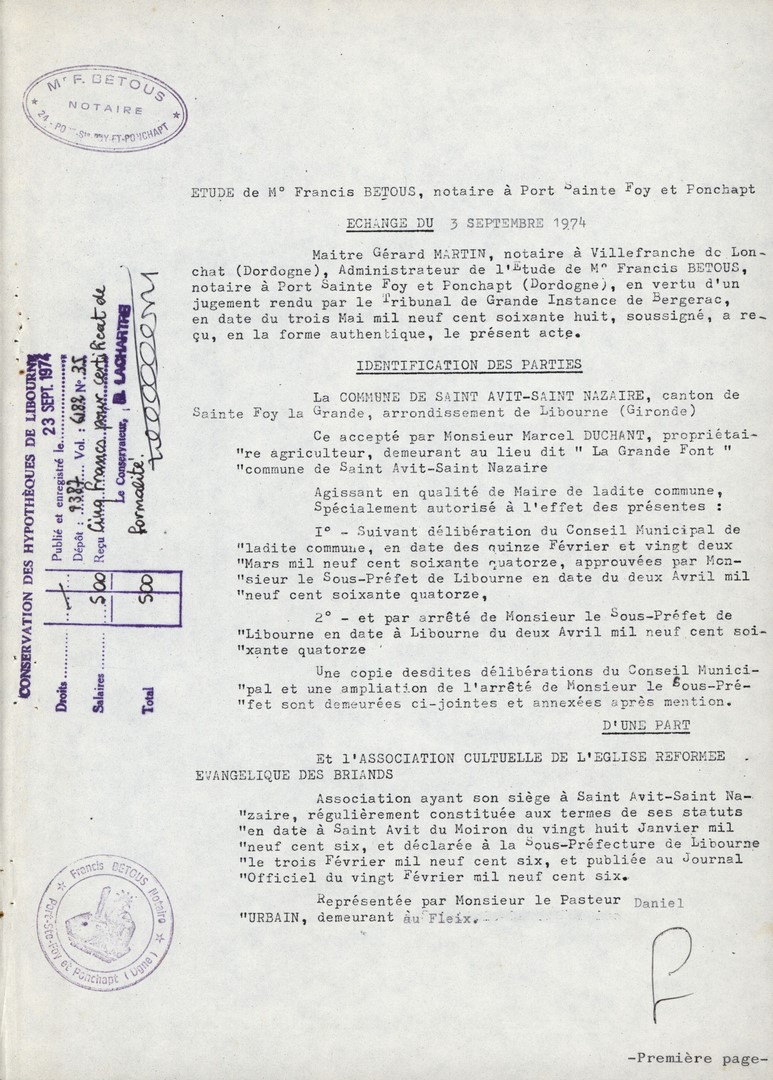 Mᵉ F. BETOUS
NOTAIRE
ETUDE de M° Francis BETOUS, notaire à Port Sainte Foy et Ponchapt
ECHANGE DU 3 SEPTEMBRE 1974
Maitre Gérard MARTIN, notaire à Villefranche de Lon-
chat (Dordogne), Administrateur de l'Etude de M° Francis BETOUS,
notaire à Port Sainte Foy et Ponchapt (Dordogne), en vertu d'un
jugement rendu par le Tribunal de Grande Instance de Bergerac,
en date du trois Mai mil neuf cent soixante huit, soussigné, a re-
çu, en la forme authentique, le présent acte.
IDENTIFICATION DES PARTIES
La COMMUNE DE SAINT AVIT-SAINT NAZAIRE, canton de
Sainte Foy la Grande, arrondissement de Libourne (Gironde)
Ce accepté par Monsieur Marcel DUCHANT, propriétai-
"re agriculteur, demeurant au lieu dit " La Grande Font "
"commune de Saint Avit-Saint Nazaire
Agissant en qualité de Maire de ladite commune,
Spécialement autorisé à l'effet des présentes :
I° - Suivant délibération du Conseil Municipal de
"ladite commune, en date des quinze Février et vingt deux
"Mars mil neuf cent soixante quatorze, approuvées par Mon-
"sieur le Sous-Préfet de Libourne en date du deux Avril mil
"neuf cent soixante quatorze,
2° - et par arrêté de Monsieur le Sous-Préfet de
"Libourne en date à Libourne du deux Avril mil neuf cent soi-
"xante quatorze
Une copie desdites délibérations du Conseil Munici-
"pal et une ampliation de l'arrêté de Monsieur le Sous-Pré-
"fet sont demeurées ci-jointes et annexées après mention.
D'UNE PART
Et l'ASSOCIATION CULTUELLE DE L'EGLISE REFORMEE .
EVANGELIQUE DES BRIANDS
Association ayant son siège à Saint Avit-Saint Na-
"zaire, régulièrement constituée aux termes de ses statuts
"en date à Saint Avit du Moiron du vingt huit Janvier mil
"neuf cent six, et déclarée à la Sous-Préfecture de Libourne
"le trois Février mil neuf cent six, et publiée au Journal
"Officiel du vingt Février mil neuf cent six.
Représentée par Monsieur le Pasteur Daniel
"URBAIN, demeurant au Fleix.
-Première page-
CONSERVATION DES HYPOTHÈQUES DE LIBOURNE
23 SEPT. 1974
Publié et enregistré le
Dépôt : 9387 Vol : 6182 N° 35
Reçu Cinq Francs pour certificat de
Le Conservateur, LACHARTRE
formalité.
Droits
Salaires 5 00
Total 500
Francis BETOUS Notaire
Port-Ste-Foy et Ponchapt (Dgne)